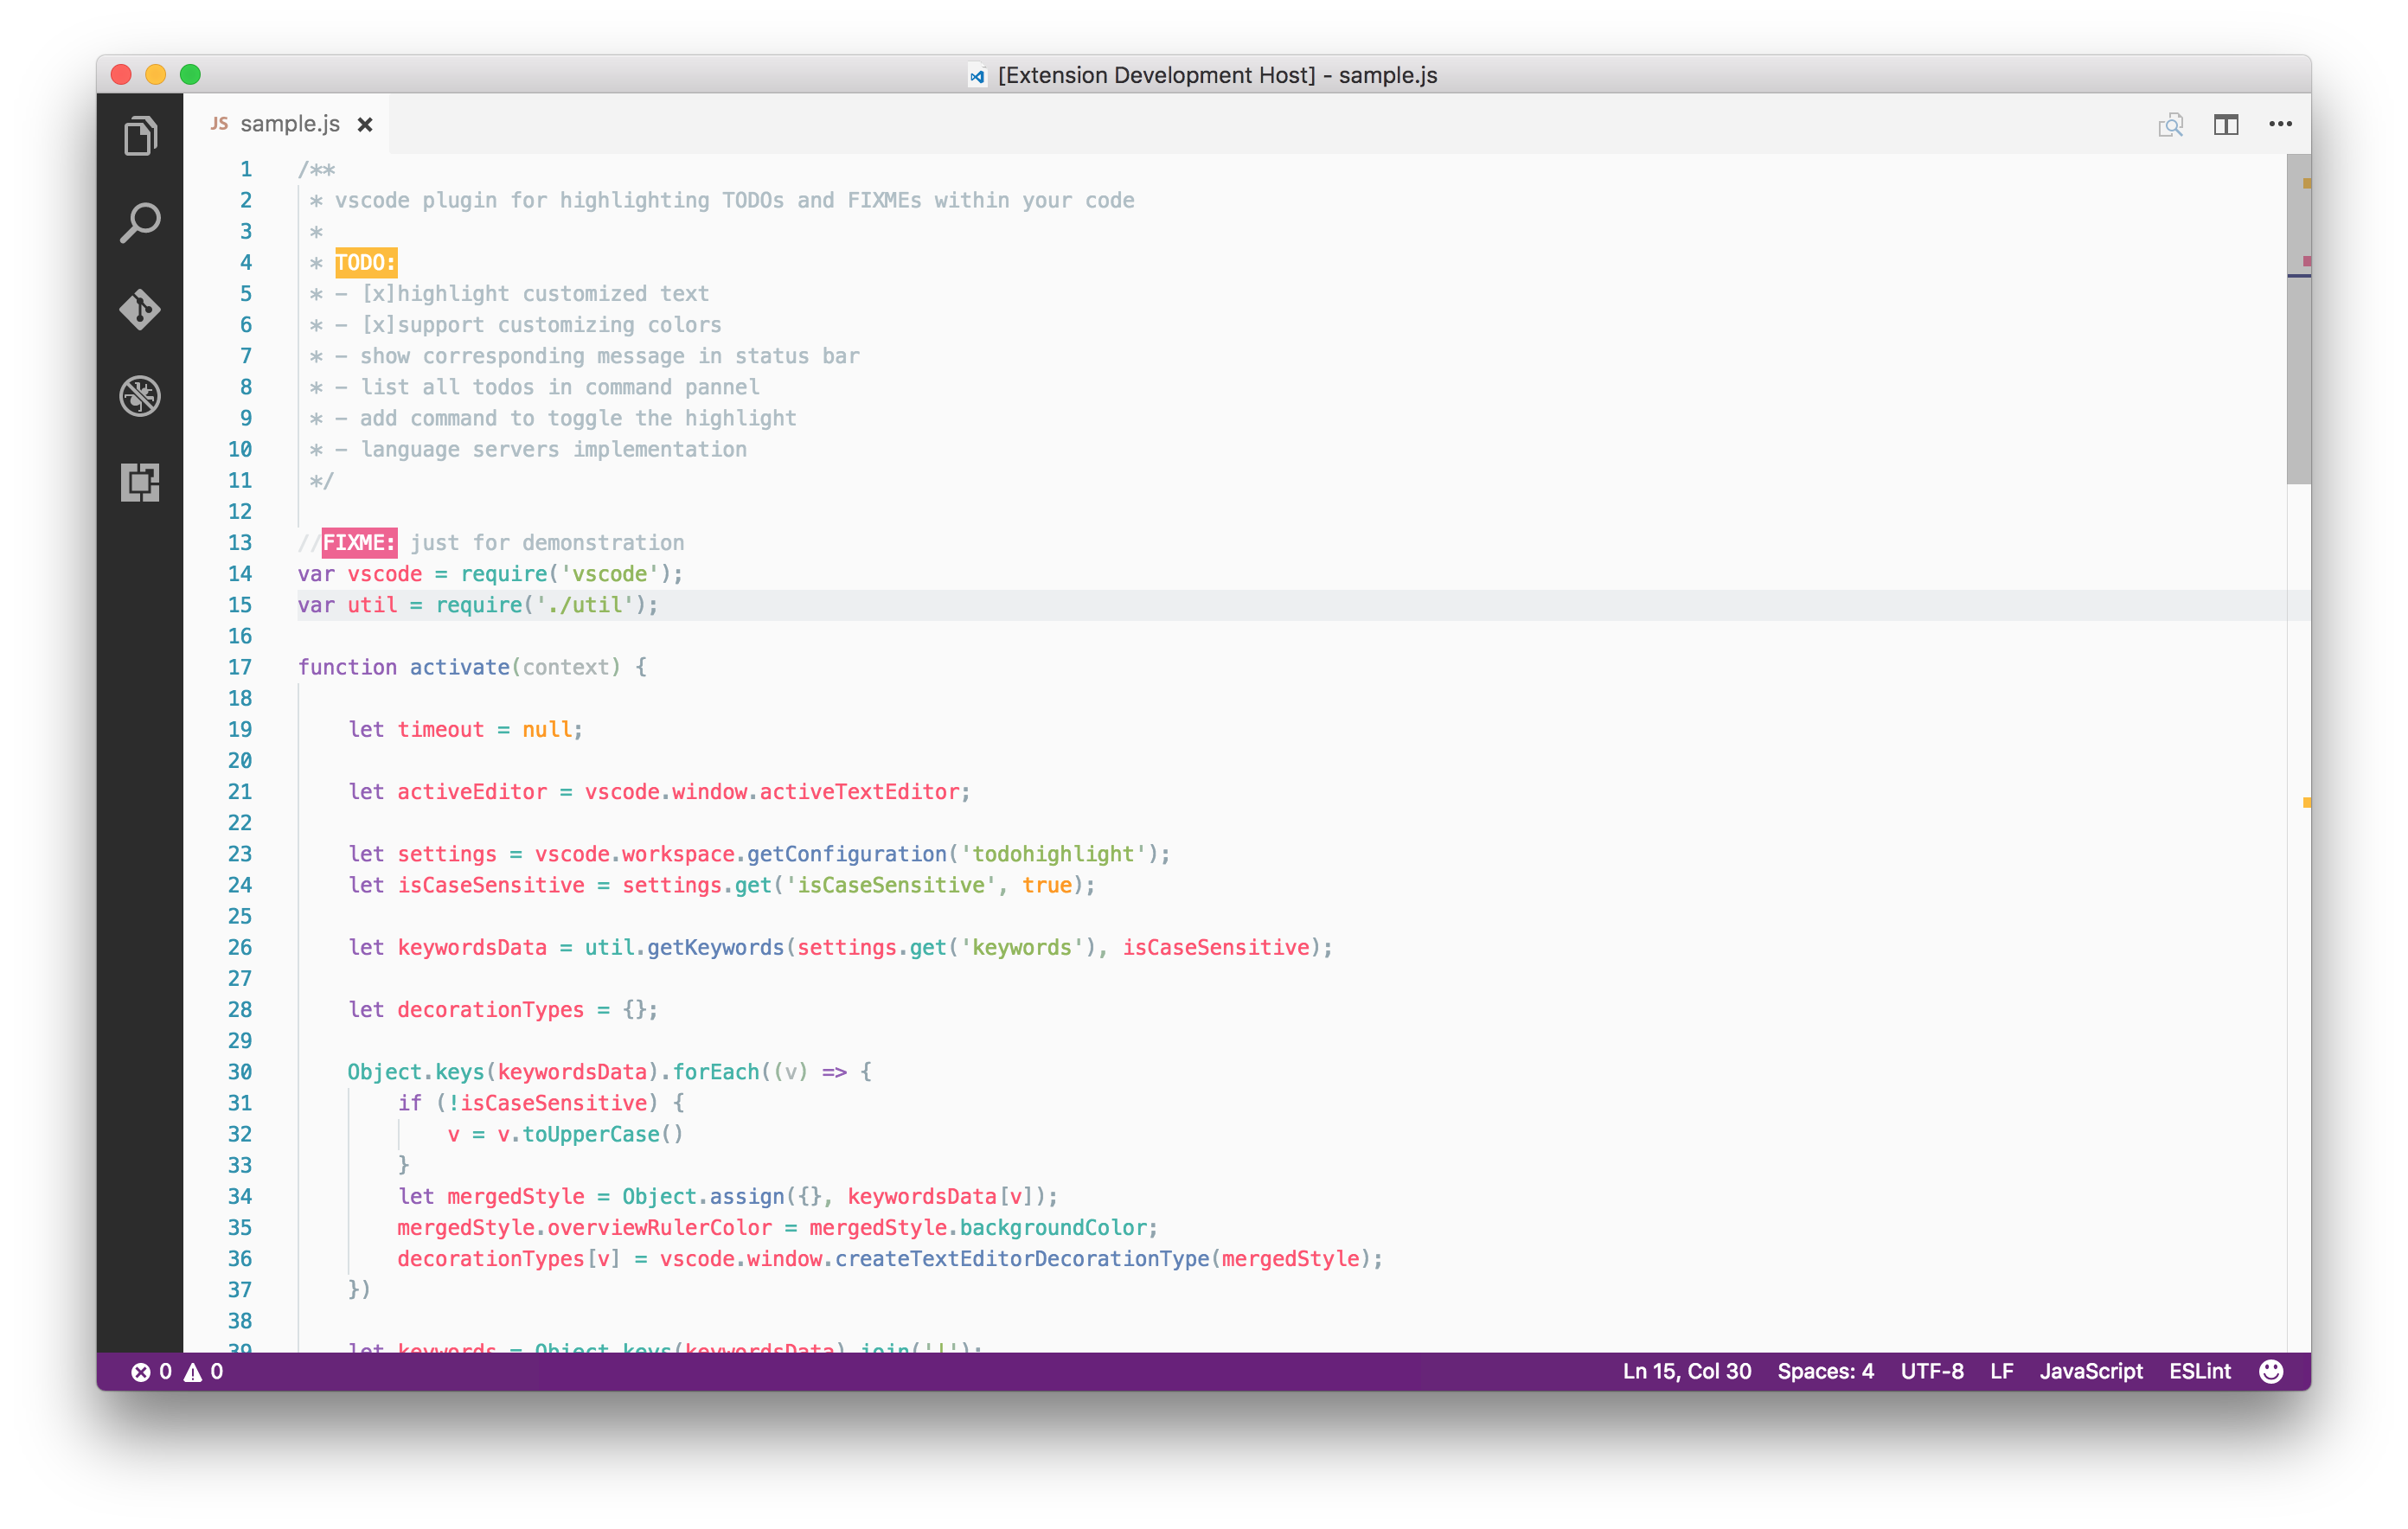 [Extension Development Host] - sample.js
JS sample.js
1 /**
2  * vscode plugin for highlighting TODOs and FIXMEs within your code
3  *
4  * TODO:
5  * - [x]highlight customized text
6  * - [x]support customizing colors
7  * - show corresponding message in status bar
8  * - list all todos in command pannel
9  * - add command to toggle the highlight
10  * - language servers implementation
11  */
12
13 //FIXME: just for demonstration
14 var vscode = require('vscode');
15 var util = require('./util');
16
17 function activate(context) {
18
19     let timeout = null;
20
21     let activeEditor = vscode.window.activeTextEditor;
22
23     let settings = vscode.workspace.getConfiguration('todohighlight');
24     let isCaseSensitive = settings.get('isCaseSensitive', true);
25
26     let keywordsData = util.getKeywords(settings.get('keywords'), isCaseSensitive);
27
28     let decorationTypes = {};
29
30     Object.keys(keywordsData).forEach((v) => {
31         if (!isCaseSensitive) {
32             v = v.toUpperCase()
33         }
34         let mergedStyle = Object.assign({}, keywordsData[v]);
35         mergedStyle.overviewRulerColor = mergedStyle.backgroundColor;
36         decorationTypes[v] = vscode.window.createTextEditorDecorationType(mergedStyle);
37     })
38
39     let keywords = Object.keys(keywordsData).join('|');
0 0 Ln 15, Col 30 Spaces: 4 UTF-8 LF JavaScript ESLint